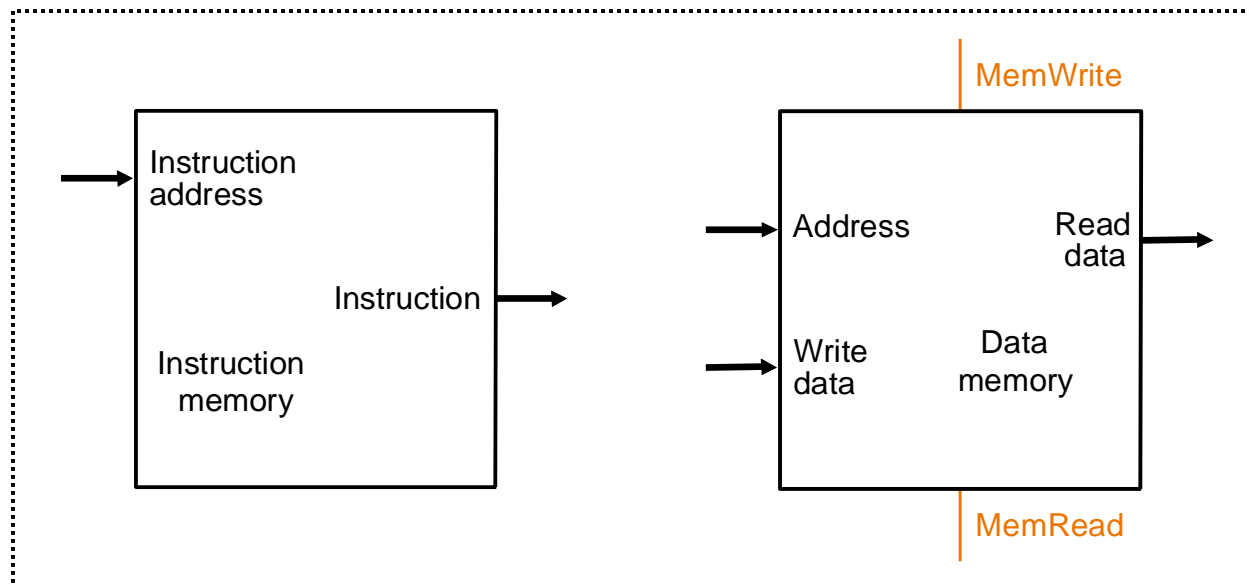 Instruction
address
Instruction
Instruction
memory
MemWrite
Address
Read
data
Write
data
Data
memory
MemRead